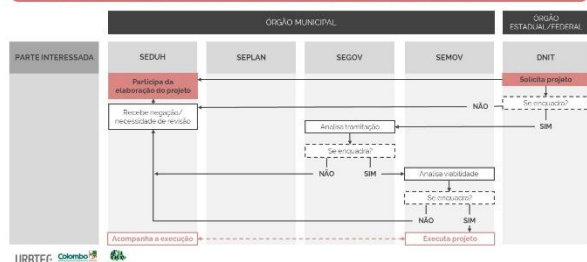 ÓRGÃO MUNICIPAL
ÓRGÃO
ESTADUAL/FEDERAL
PARTE INTERESSADA
SEDUH
SEPLAN
SEGOV
SEMOV
DNIT
Participa da
elaboração do projeto
Solicita projeto
Recebe negação/
necessidade de revisão
NÃO
Se enquadra?
SIM
Analisa tramitação
Se enquadra?
NÃO
SIM
Analisa viabilidade
Se enquadra?
NÃO
SIM
Acompanha a execução
Executa projeto
URBTEC
Colombo